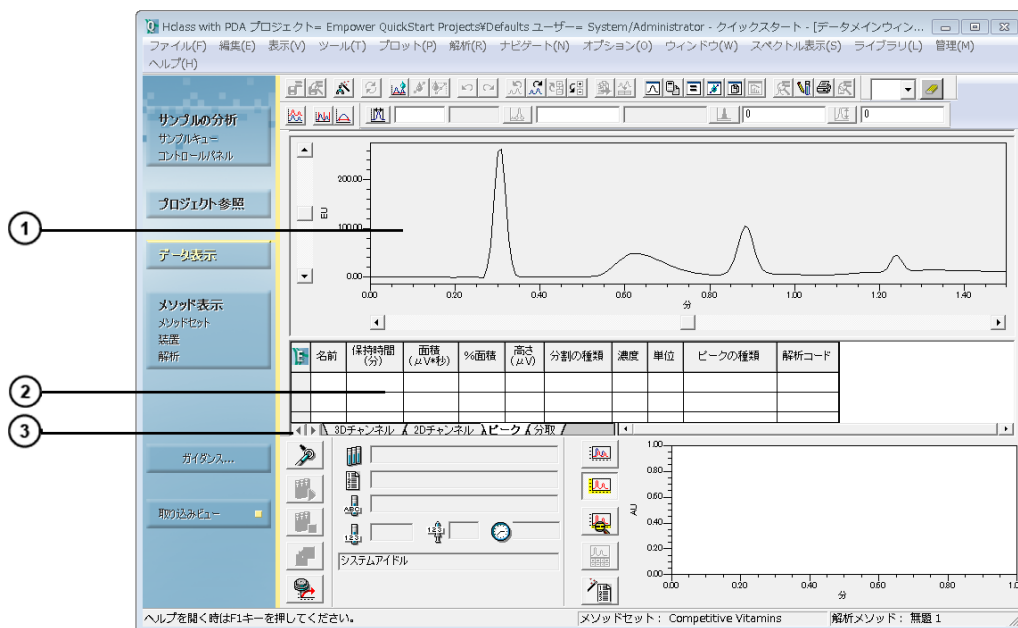 Hclass with PDA プロジェクト= Empower QuickStart Projects¥Defaults ユーザー= System/Administrator - クイックスタート - [データメインウィン...
ファイル(F) 編集(E) 表示(V) ツール(T) プロット(P) 解析(R) ナビゲート(N) オプション(O) ウィンドウ(W) スペクトル表示(S) ライブラリ(L) 管理(M)
ヘルプ(H)
サンプルの分析
サンプルキュー
コントロールパネル
プロジェクト参照
データ表示
メソッド表示
メソッドセット
装置
解析
ガイダンス...
取り込みビュー
0
0
1
2
3
EU
200.00
100.00
0.00
0.00 0.20 0.40 0.60 0.80 1.00 1.20 1.40
分
名前 保持時間(分) 面積(μV*秒) %面積 高さ(μV) 分割の種類 濃度 単位 ピークの種類 解析コード
3Dチャンネル 2Dチャンネル ピーク 分取
システムアイドル
AU
1.00
0.80
0.60
0.40
0.20
0.00
0.00 0.20 0.40 0.60 0.80 1.0
分
ヘルプを開く時はF1キーを押してください。
メソッドセット： Competitive Vitamins
解析メソッド： 無題 1